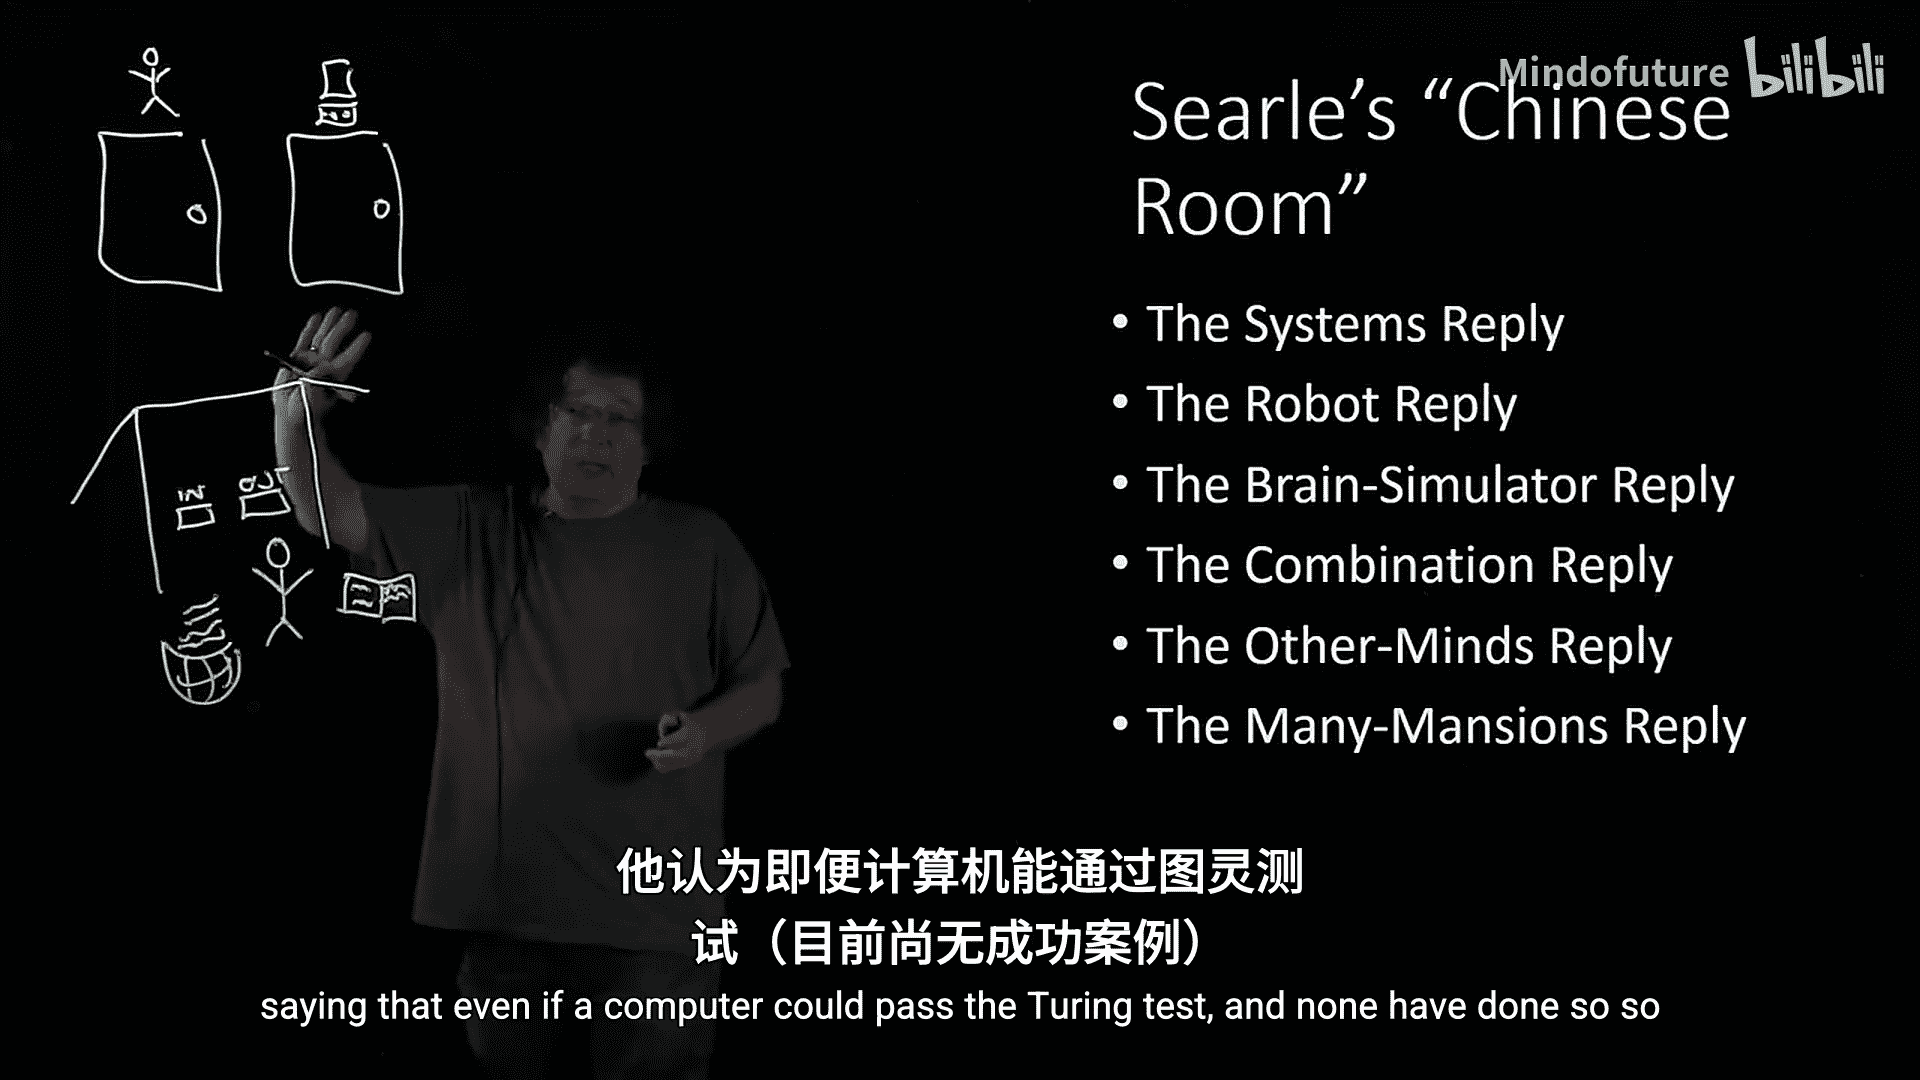 Mindofuture bilibili
Searle's “Chinese
Room”
• The Systems Reply
• The Robot Reply
• The Brain-Simulator Reply
• The Combination Reply
• The Other-Minds Reply
• The Many-Mansions Reply
IN OUT
他认为即便计算机能通过图灵测
试（目前尚无成功案例）
saying that even if a computer could pass the Turing test, and none have done so so